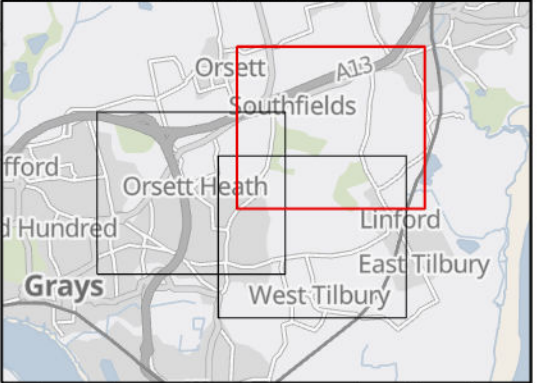 Orsett
A13
Southfields
fford
Orsett Heath
d Hundred
Linford
East Tilbury
Grays
West Tilbury